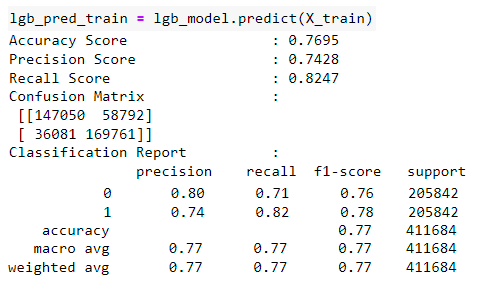 lgb_pred_train = lgb_model.predict(X_train)
Accuracy Score : 0.7695
Precision Score : 0.7428
Recall Score : 0.8247
Confusion Matrix :
[[147050 58792]
[ 36081 169761]]
Classification Report :
precision recall f1-score support
0 0.80 0.71 0.76 205842
1 0.74 0.82 0.78 205842
accuracy 0.77 411684
macro avg 0.77 0.77 0.77 411684
weighted avg 0.77 0.77 0.77 411684